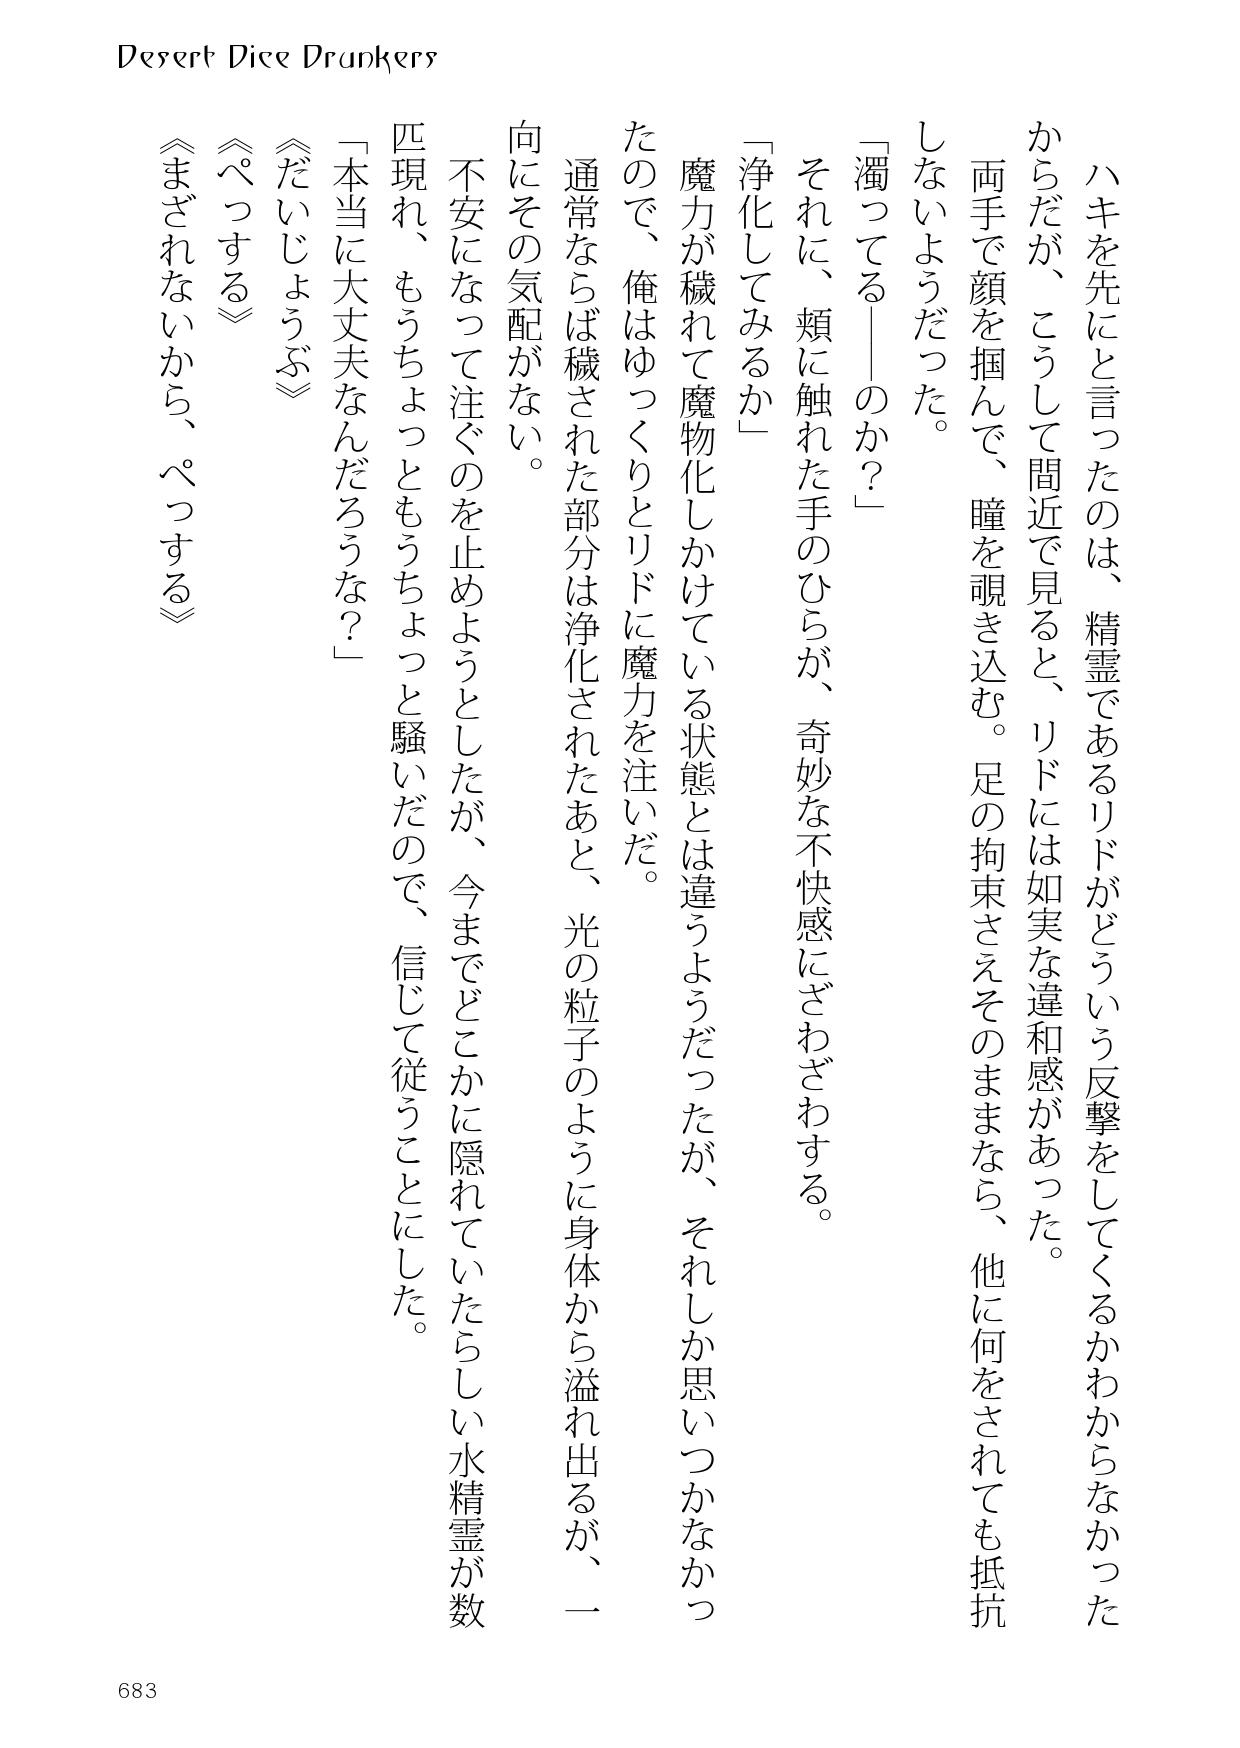 Desert Dice Drunkers
　ハキを先にと言ったのは、精霊であるリドがどういう反撃をしてくるかわからなかった
からだが、こうして間近で見ると、リドには如実な違和感があった。
　両手で顔を掴んで、瞳を覗き込む。足の拘束さえそのままなら、他に何をされても抵抗
しないようだった。
「濁ってる――のか？」
　それに、頬に触れた手のひらが、奇妙な不快感にざわざわする。
「浄化してみるか」
　魔力が穢れて魔物化しかけている状態とは違うようだったが、それしか思いつかなかっ
たので、俺はゆっくりとリドに魔力を注いだ。
　通常ならば穢された部分は浄化されたあと、光の粒子のように身体から溢れ出るが、一
向にその気配がない。
　不安になって注ぐのを止めようとしたが、今までどこかに隠れていたらしい水精霊が数
匹現れ、もうちょっともうちょっと騒いだので、信じて従うことにした。
「本当に大丈夫なんだろうな？」
《だいじょうぶ》
《ぺっする》
《まざれないから、ぺっする》
683